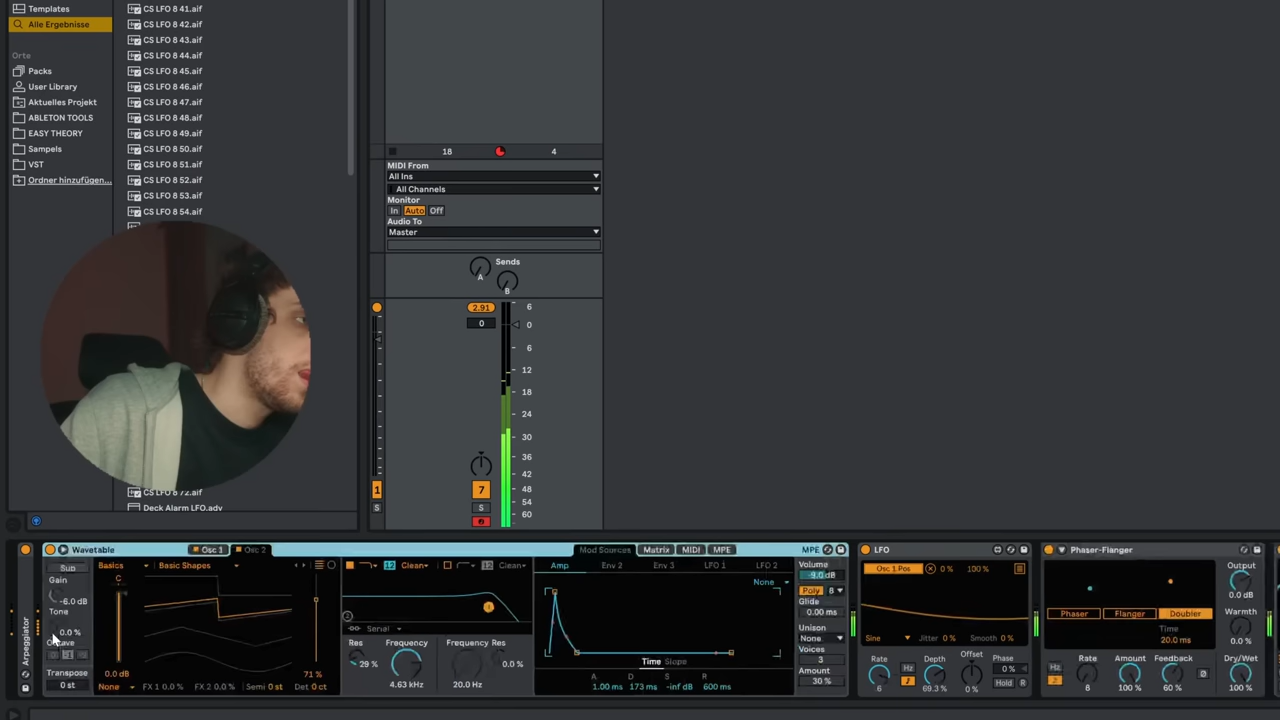 Templates
Alle Ergebnisse
Orte
Packs
User Library
Aktuelles Projekt
ABLETON TOOLS
EASY THEORY
Sampels
VST
Ordner hinzufügen...
CS LFO 8 41.aif
CS LFO 8 42.aif
CS LFO 8 43.aif
CS LFO 8 44.aif
CS LFO 8 45.aif
CS LFO 8 46.aif
CS LFO 8 47.aif
CS LFO 8 48.aif
CS LFO 8 49.aif
CS LFO 8 50.aif
CS LFO 8 51.aif
CS LFO 8 52.aif
CS LFO 8 53.aif
CS LFO 8 54.aif
CS LFO 8 72.aif
Deck Alarm LFO.adv
18 4
MIDI From
All Ins
All Channels
Monitor
In Auto Off
Audio To
Master
Sends
A
B
2.91
0
6
0
6
12
18
24
30
36
42
48
54
60
1
S
7
S
Arpeggiator
Wavetable Osc 1 Osc 2
Sub
Gain
-6.0 dB
Tone
0.0 %
Octave
-1
Transpose
0 st
Basics Basic Shapes
C
0.0 dB 71 %
None FX 1 0.0 % FX 2 0.0 % Semi 0 st Det 0 ct
12 Clean 12 Clean
Serial
Res Frequency Frequency Res
29 % 0.0 %
4.63 kHz 20.0 Hz
Mod Sources Matrix MIDI MPE MPE
Amp Env 2 Env 3 LFO 1 LFO 2
None
Time Slope
A D S R
1.00 ms 173 ms -inf dB 600 ms
Volume
-9.0 dB
Poly 8
Glide
0.00 ms
Unison
None
Voices
3
Amount
30 %
LFO
Osc 1 Pos 0 % 100 %
Sine Jitter 0 % Smooth 0 %
Rate Hz Depth Offset Phase
0 %
Hold R
6 69.3 % 0 %
Phaser-Flanger
Phaser Flanger Doubler
Time
20.0 ms
Hz Rate Amount Feedback
8 100 % 60 %
Output
0.0 dB
Warmth
0.0 %
Dry/Wet
100 %